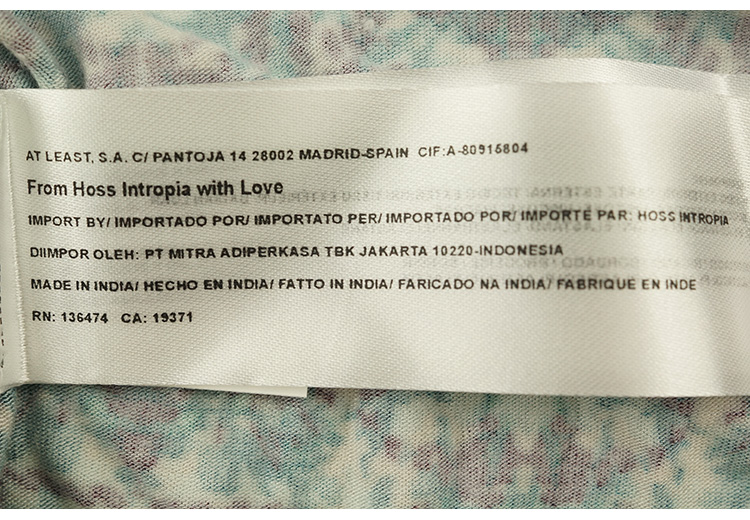 AT LEAST, S.A. C/ PANTOJA 14 28002 MADRID-SPAIN CIF:A-80915804
From Hoss Intropia with Love
IMPORT BY/ IMPORTADO POR/ IMPORTATO PER/ IMPORTADO POR/ IMPORTE PAR: HOSS INTROPIA
DIIMPOR OLEH: PT MITRA ADIPERKASA TBK JAKARTA 10220-INDONESIA
MADE IN INDIA/ HECHO EN INDIA/ FATTO IN INDIA/ FARICADO NA INDIA/ FABRIQUE EN INDE
RN: 136474 CA: 19371